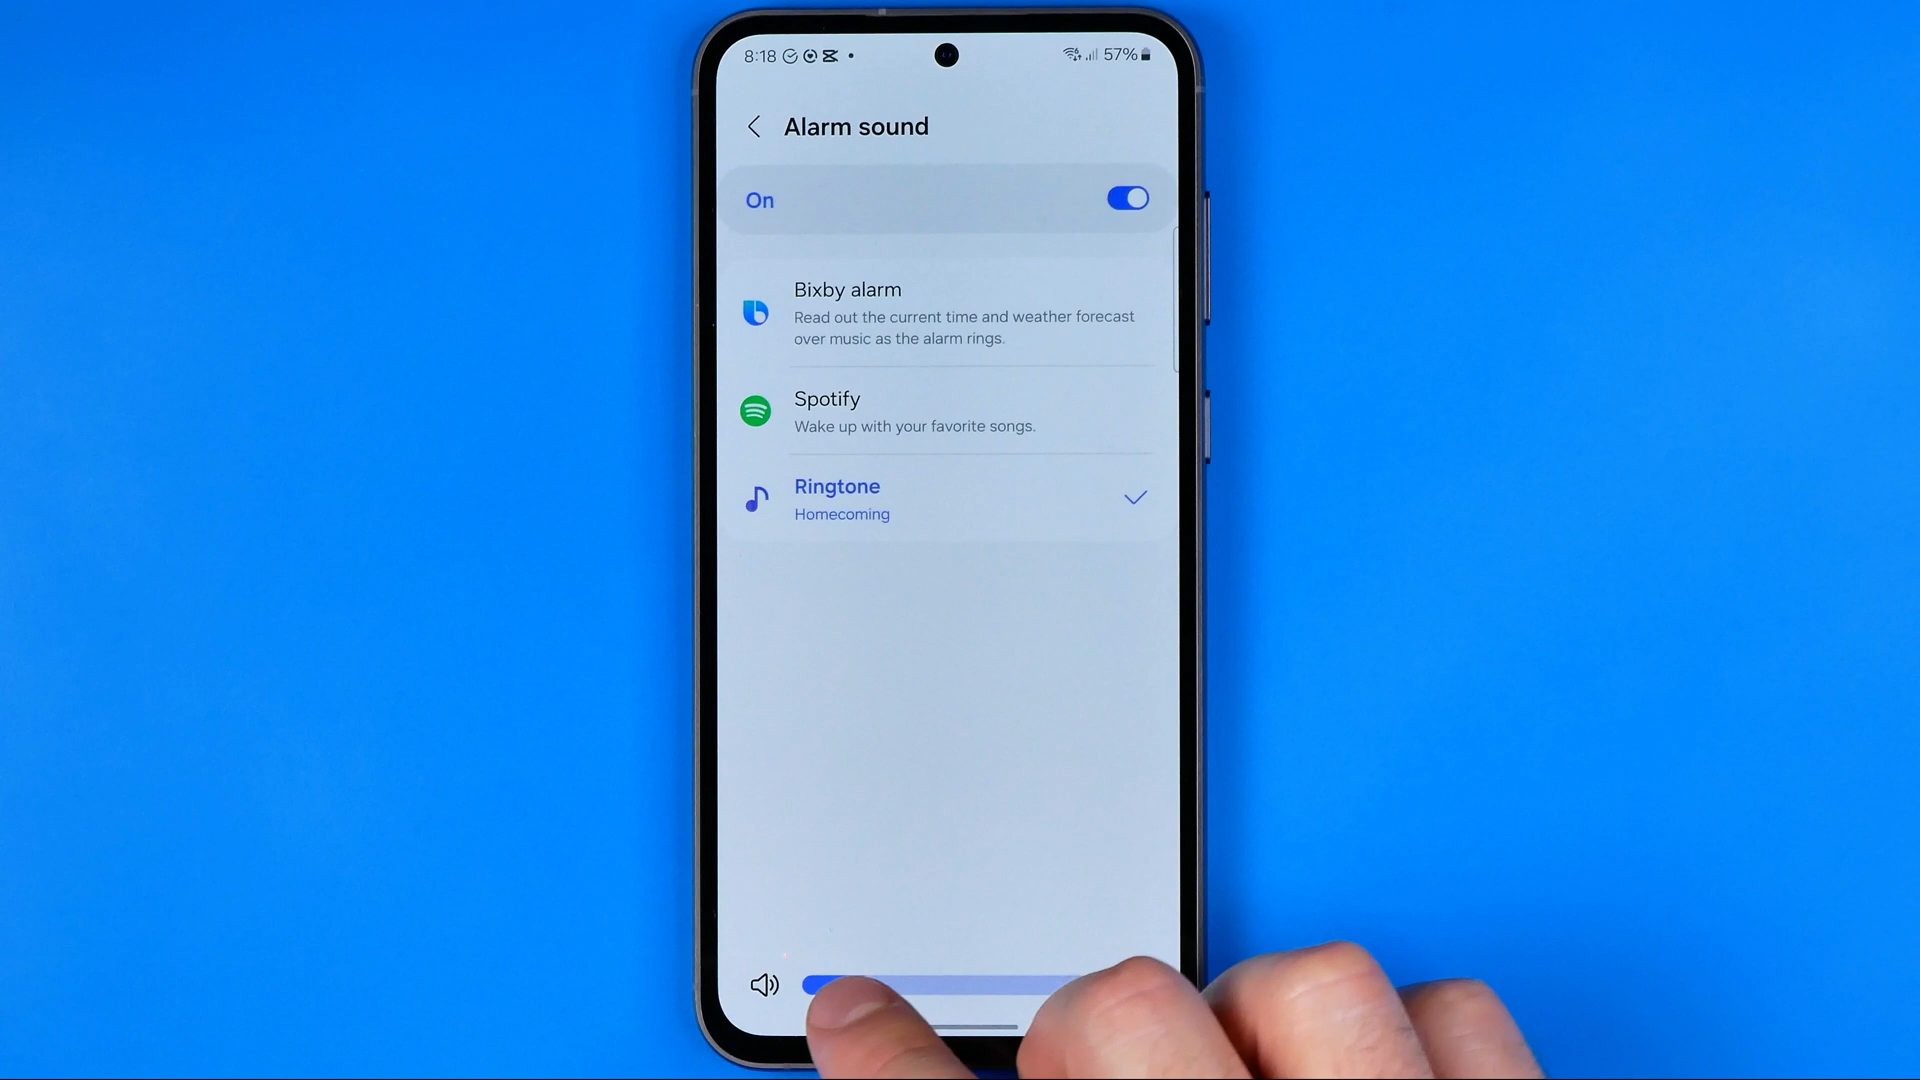 8:18
57%
Alarm sound
On
Bixby alarm
Read out the current time and weather forecast
over music as the alarm rings.
Spotify
Wake up with your favorite songs.
Ringtone
Homecoming